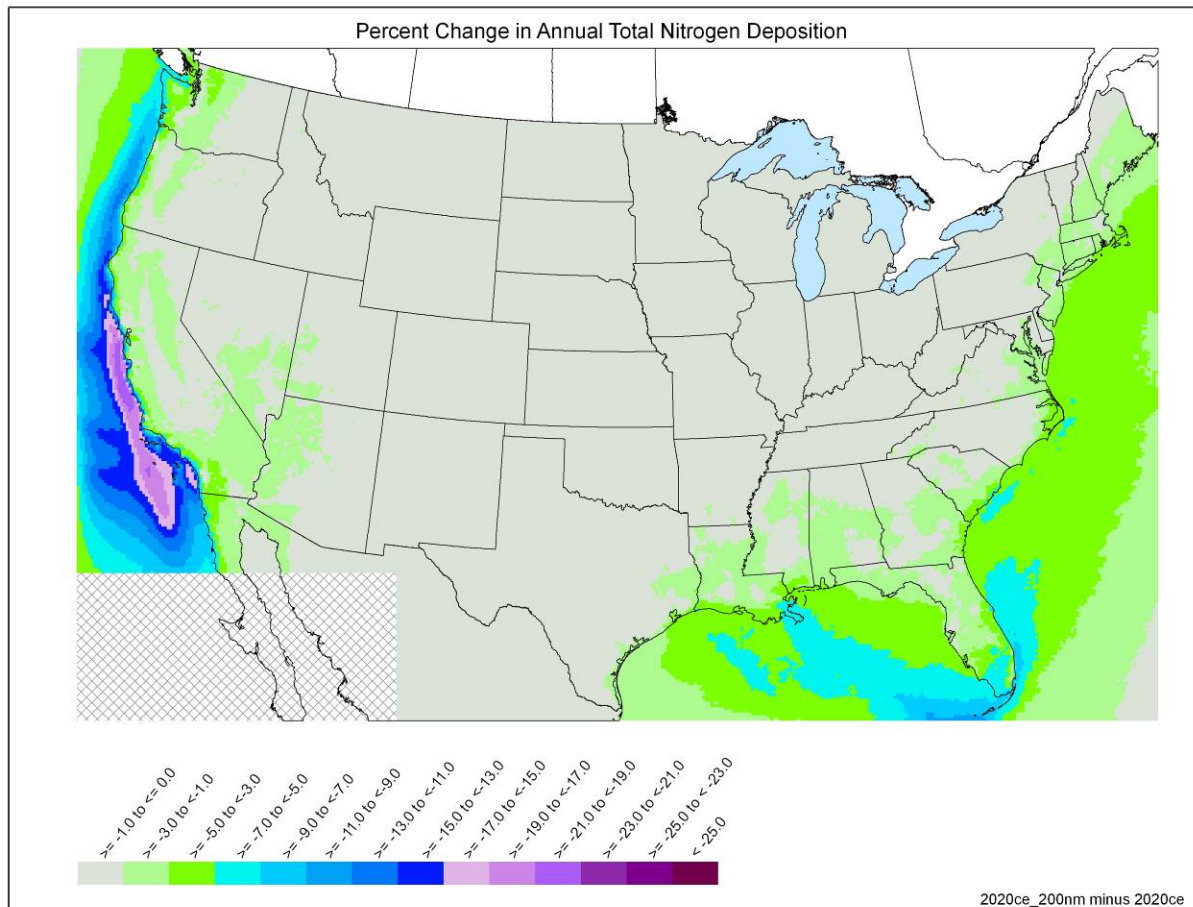 Percent Change in Annual Total Nitrogen Deposition
>= -1.0 to <= 0.0
>= -3.0 to <-1.0
>= -5.0 to <-3.0
>= -7.0 to <-5.0
>= -9.0 to <-7.0
>= -11.0 to <-9.0
>= -13.0 to <-11.0
>= -15.0 to <-13.0
>= -17.0 to <-15.0
>= -19.0 to <-17.0
>= -21.0 to <-19.0
>= -23.0 to <-21.0
>= -25.0 to < -23.0
< -25.0
2020ce_200nm minus 2020ce